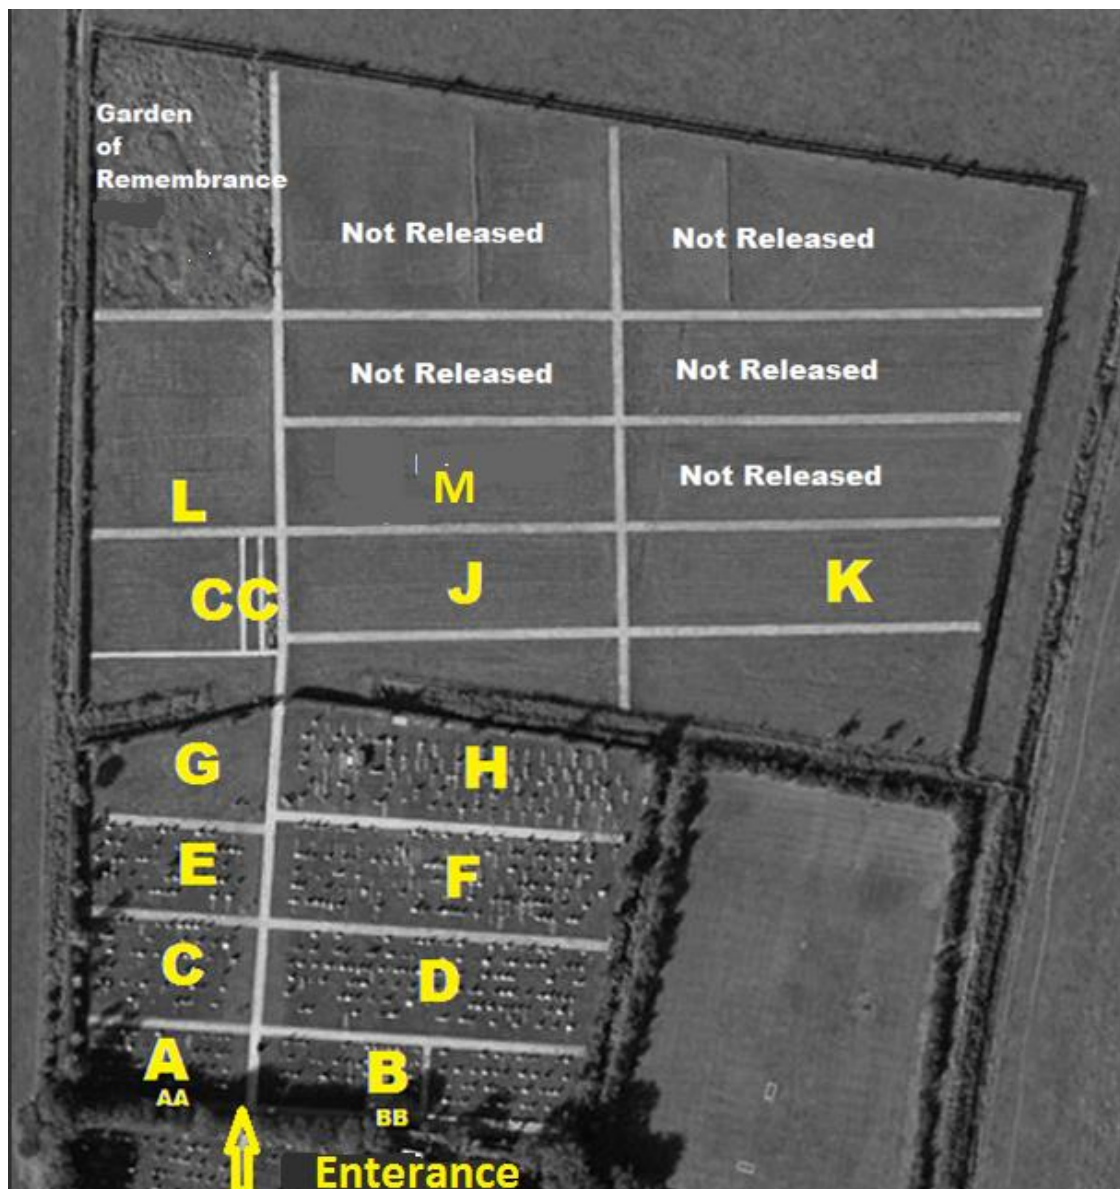 Garden
of
Remembrance
Not Released
Not Released
Not Released
Not Released
M
Not Released
L
CC
J
K
G
H
E
F
C
D
A
AA
B
BB
Enterance